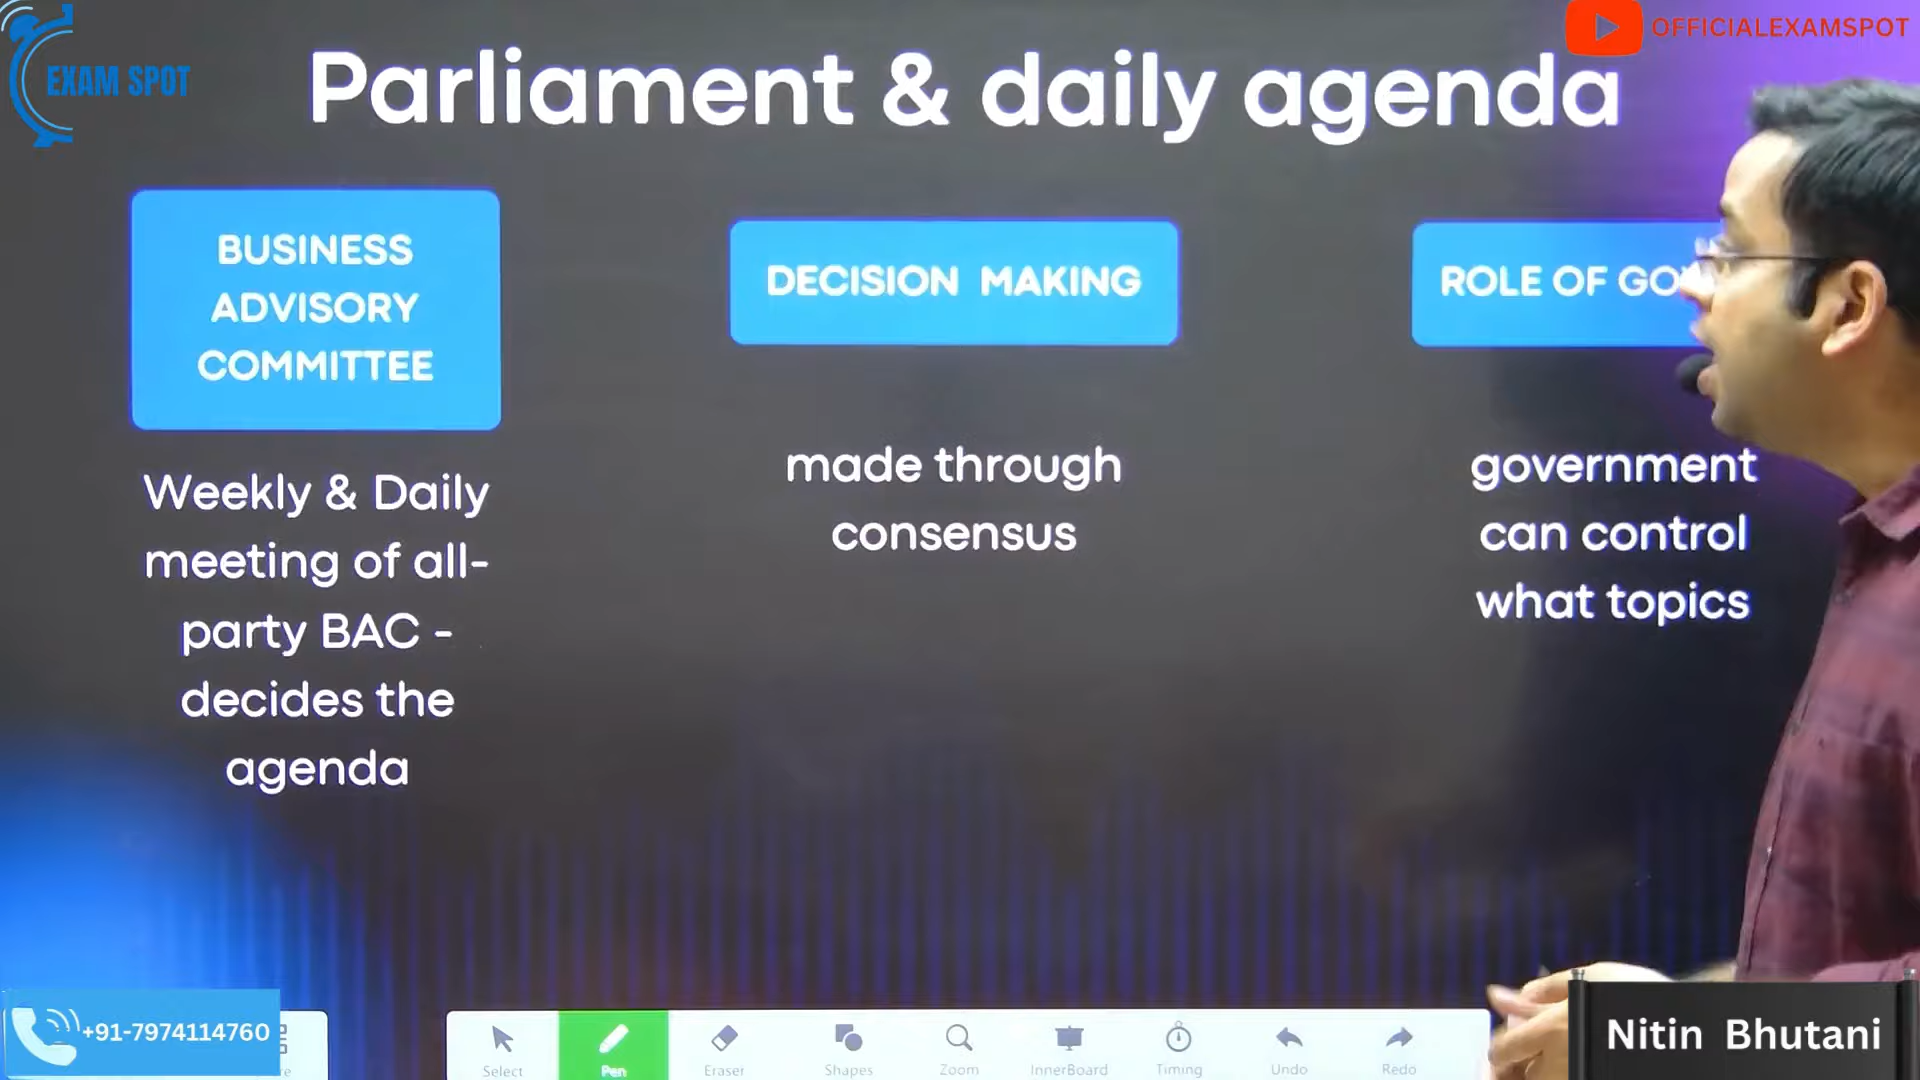 EXAM SPOT
OFFICIALEXAMSPOT
Parliament & daily agenda
BUSINESS
ADVISORY
COMMITTEE
Weekly & Daily
meeting of all-
party BAC -
decides the
agenda
DECISION MAKING
made through
consensus
ROLE OF
government
can control
what topics
+91-7974114760
Select
Pen
Eraser
Shapes
Zoom
InnerBoard
Timing
Undo
Redo
Nitin Bhutani